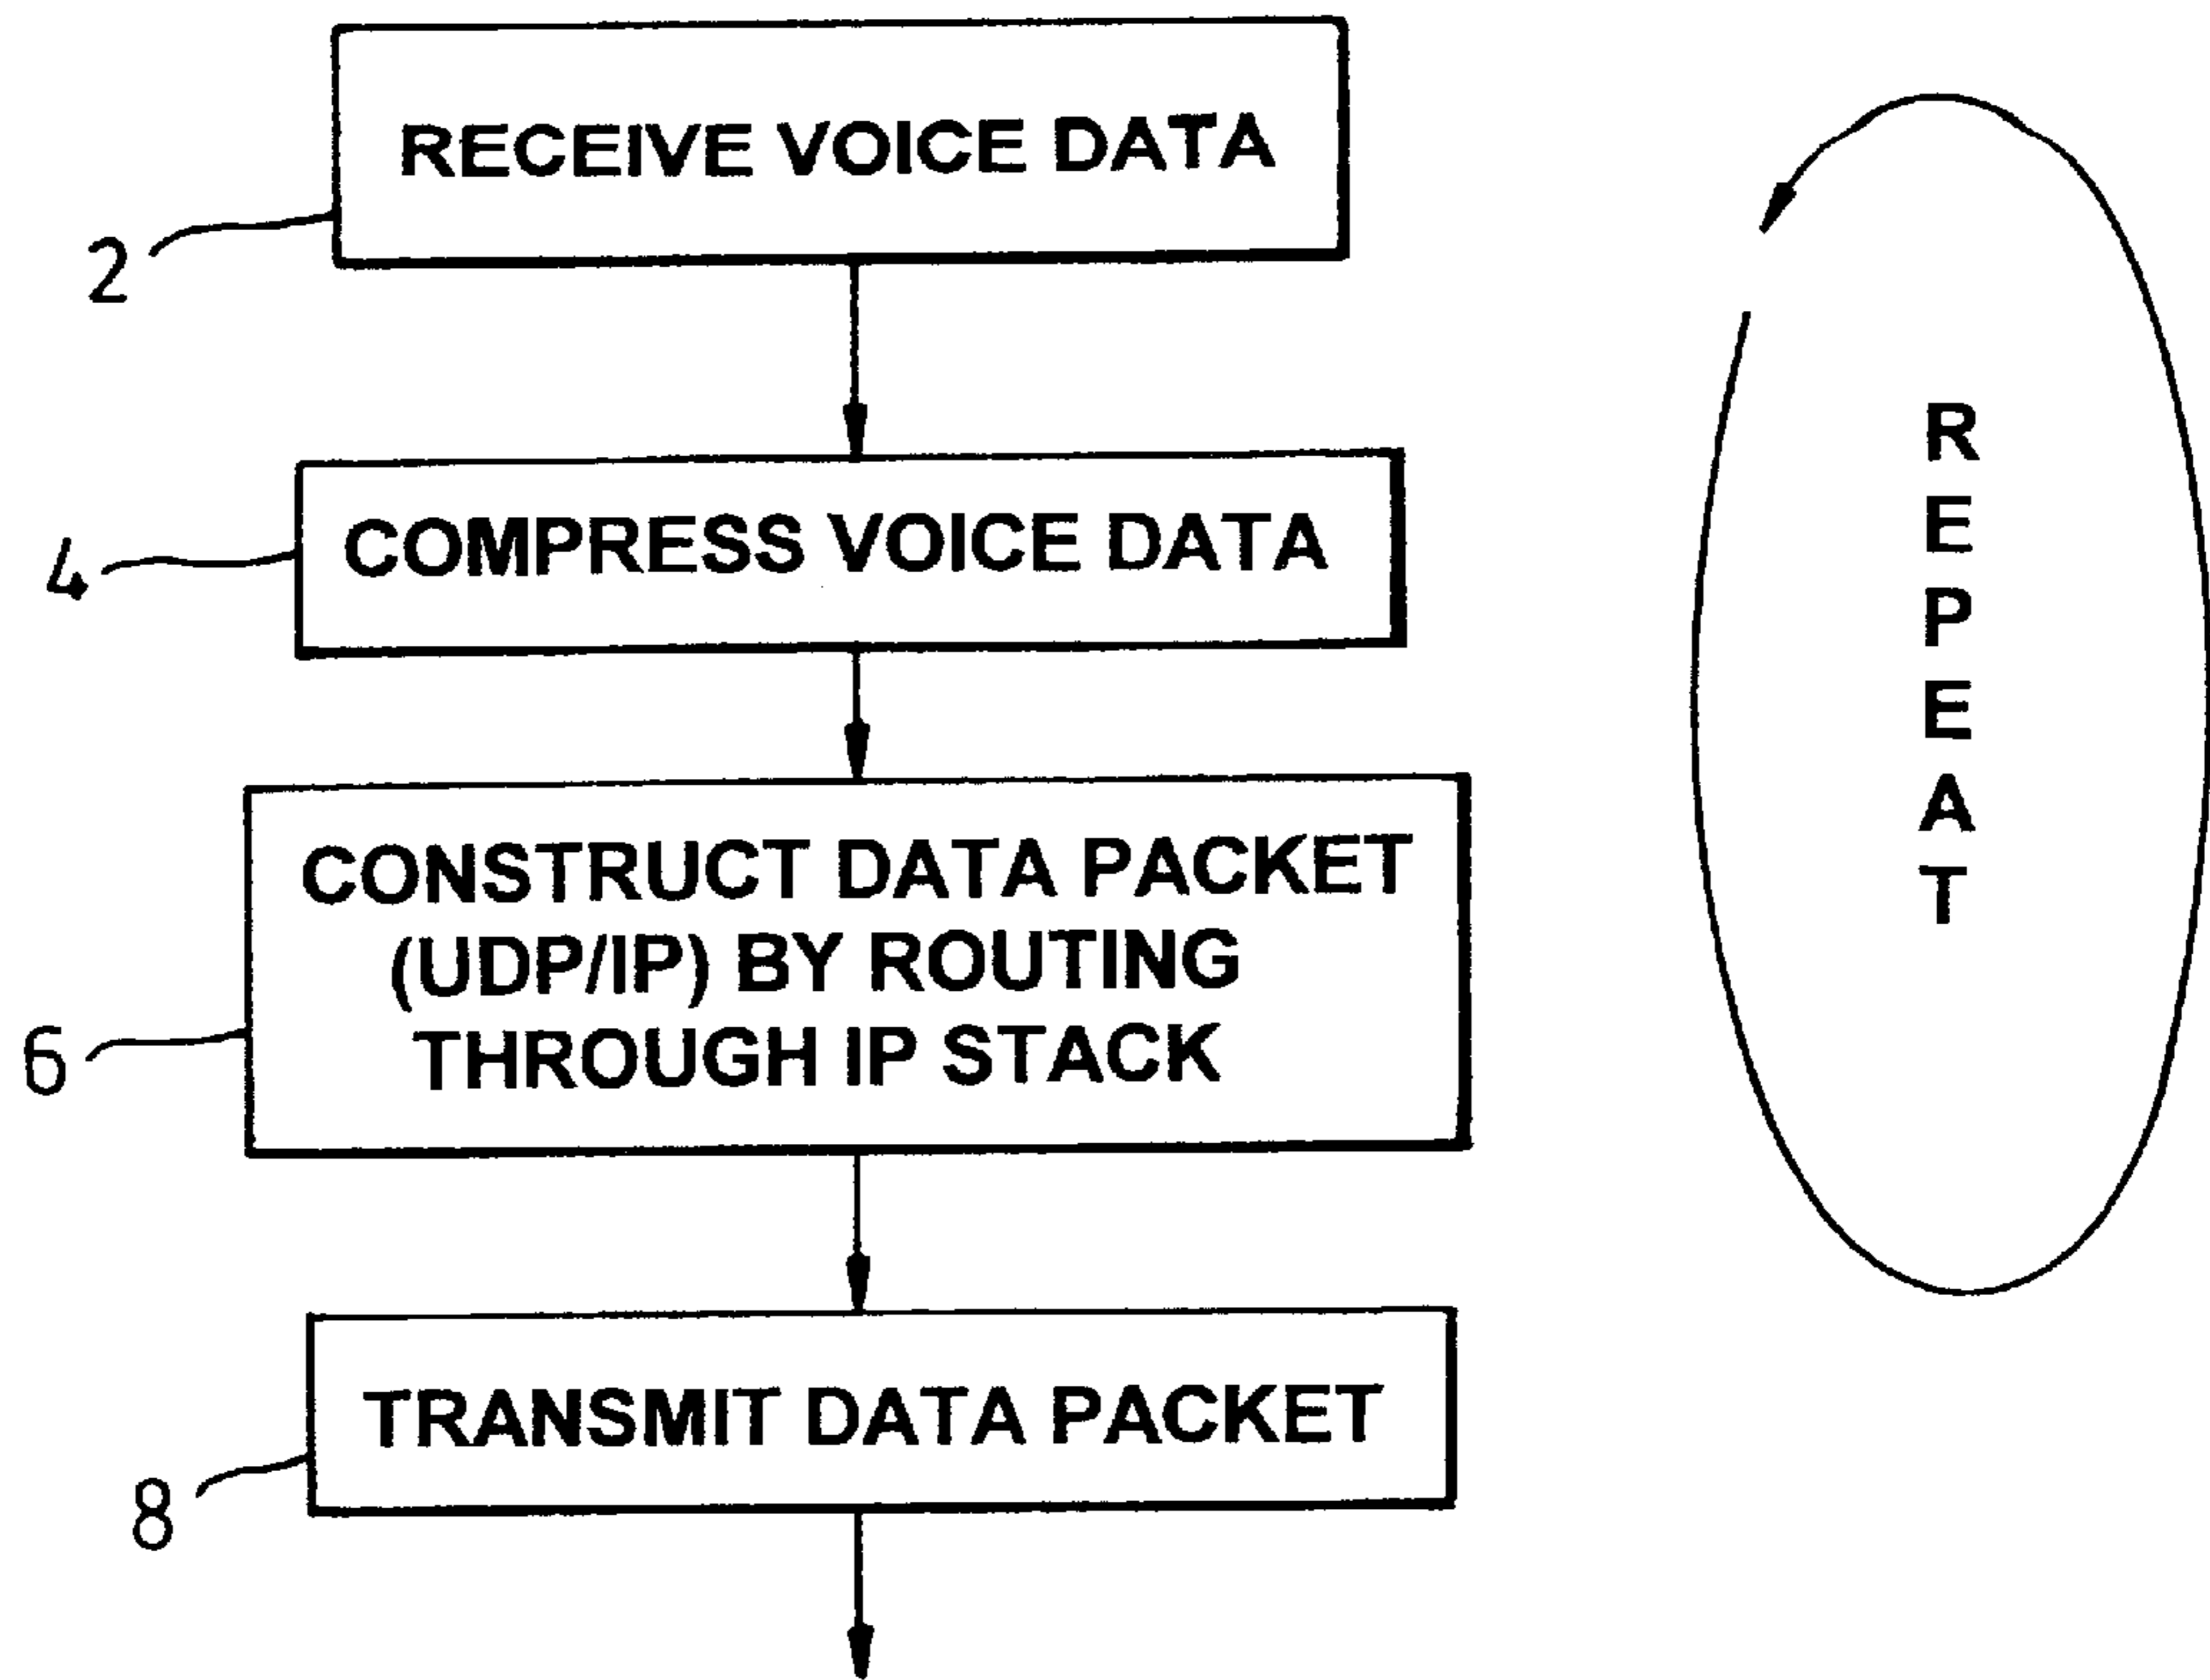 RECEIVE VOICE DATA
2
COMPRESS VOICE DATA
4
CONSTRUCT DATA PACKET
(UDP/IP) BY ROUTING
THROUGH IP STACK
6
TRANSMIT DATA PACKET
8
REPEAT